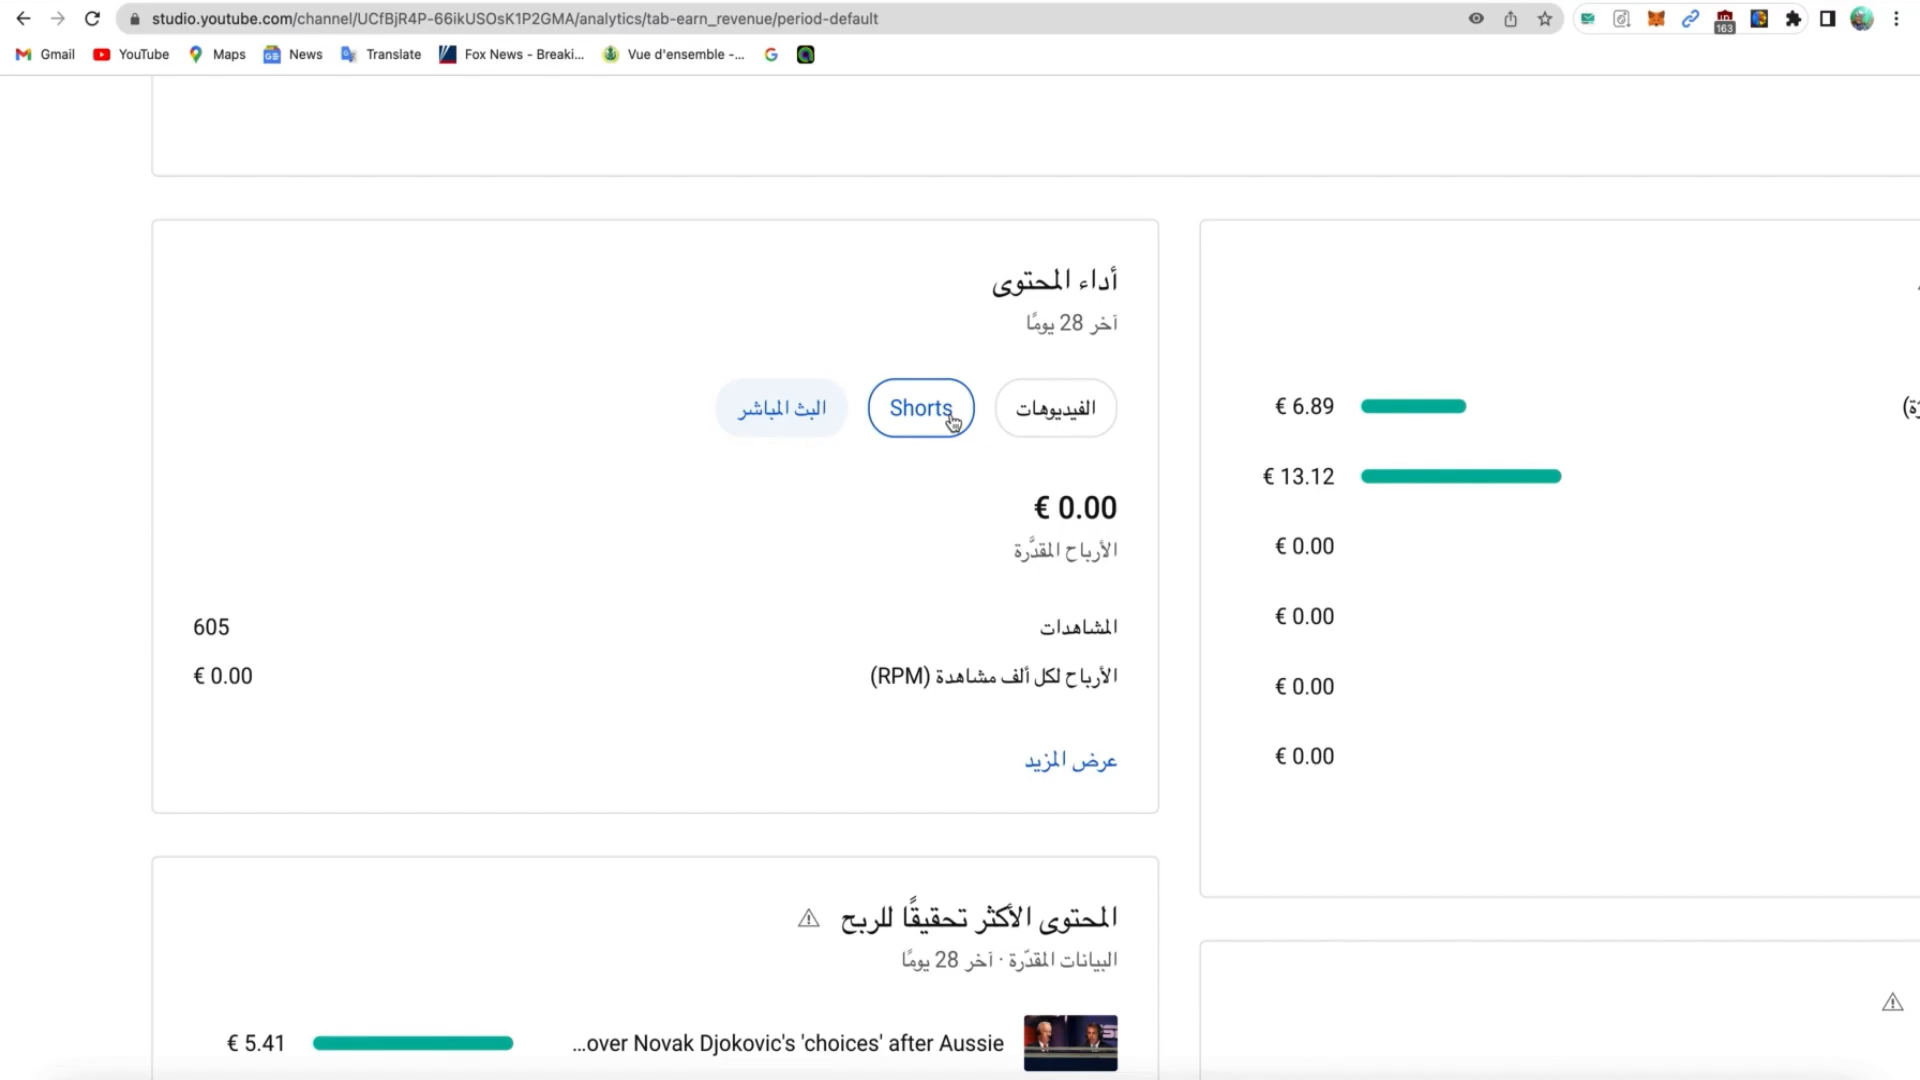 studio.youtube.com/channel/UCfBjR4P-66ikUSOsK1P2GMA/analytics/tab-earn_revenue/period-default
163
Gmail YouTube Maps News Translate Fox News - Breaki... Vue d'ensemble -...
أداء المحتوى
آخر 28 يومًا
الفيديوهات Shorts البث المباشر
€ 0.00
الأرباح المقدَّرة
المشاهدات 605
الأرباح لكل ألف مشاهدة (RPM) € 0.00
عرض المزيد
€ 6.89
€ 13.12
€ 0.00
€ 0.00
€ 0.00
€ 0.00
المحتوى الأكثر تحقيقًا للربح
البيانات المقدّرة · آخر 28 يومًا
...over Novak Djokovic's 'choices' after Aussie € 5.41